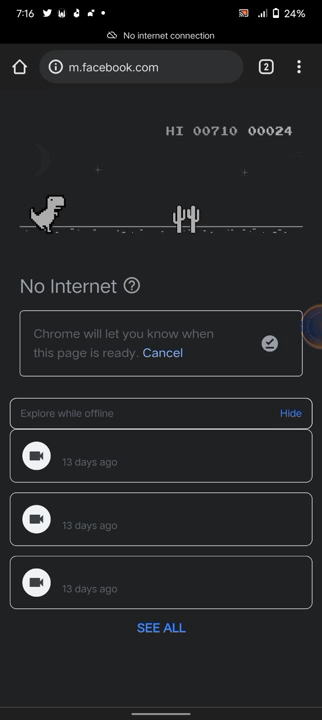 7:16
24%
No internet connection
m.facebook.com
2
HI 00710 00024
No Internet
Chrome will let you know when
this page is ready. Cancel
Explore while offline
Hide
13 days ago
13 days ago
13 days ago
SEE ALL